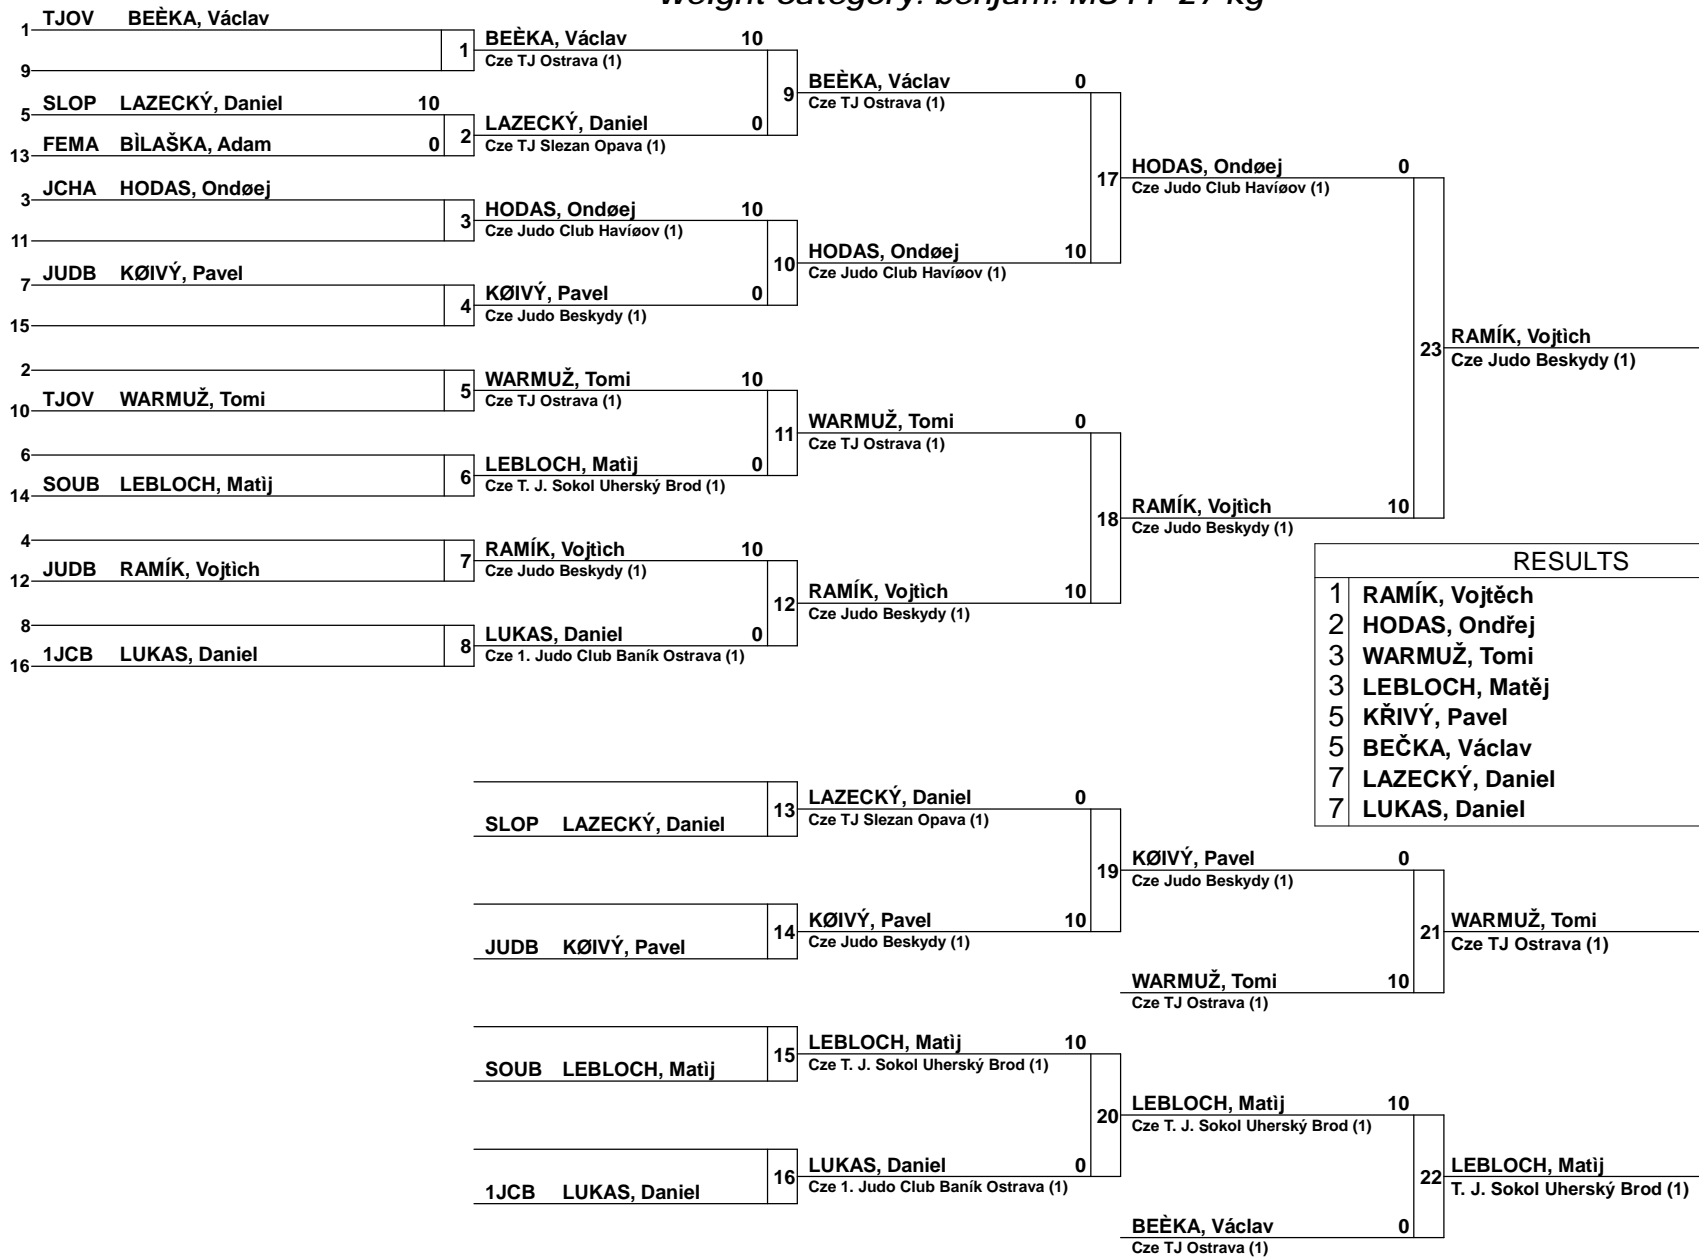 Weight category: benjam. MU11 -27 kg
1 TJOV BEÈKA, Václav
9
1 BEÈKA, Václav 10
Cze TJ Ostrava (1)
5 SLOP LAZECKÝ, Daniel 10
13 FEMA BÌLAŠKA, Adam 0
2 LAZECKÝ, Daniel 0
Cze TJ Slezan Opava (1)
9 BEÈKA, Václav 0
Cze TJ Ostrava (1)
3 JCHA HODAS, Ondøej
11
3 HODAS, Ondøej 10
Cze Judo Club Havíøov (1)
7 JUDB KØIVÝ, Pavel
15
4 KØIVÝ, Pavel 0
Cze Judo Beskydy (1)
10 HODAS, Ondøej 10
Cze Judo Club Havíøov (1)
17 HODAS, Ondøej 0
Cze Judo Club Havíøov (1)
2
10 TJOV WARMUŽ, Tomi
5 WARMUŽ, Tomi 10
Cze TJ Ostrava (1)
6
14 SOUB LEBLOCH, Matìj
6 LEBLOCH, Matìj 0
Cze T. J. Sokol Uherský Brod (1)
11 WARMUŽ, Tomi 0
Cze TJ Ostrava (1)
4
12 JUDB RAMÍK, Vojtìch
7 RAMÍK, Vojtìch 10
Cze Judo Beskydy (1)
8
16 1JCB LUKAS, Daniel
8 LUKAS, Daniel 0
Cze 1. Judo Club Baník Ostrava (1)
12 RAMÍK, Vojtìch 10
Cze Judo Beskydy (1)
18 RAMÍK, Vojtìch 10
Cze Judo Beskydy (1)
23 RAMÍK, Vojtìch
Cze Judo Beskydy (1)
RESULTS
1 RAMÍK, Vojtěch
2 HODAS, Ondřej
3 WARMUŽ, Tomi
3 LEBLOCH, Matěj
5 KŘIVÝ, Pavel
5 BEČKA, Václav
7 LAZECKÝ, Daniel
7 LUKAS, Daniel
SLOP LAZECKÝ, Daniel
13 LAZECKÝ, Daniel 0
Cze TJ Slezan Opava (1)
JUDB KØIVÝ, Pavel
14 KØIVÝ, Pavel 10
Cze Judo Beskydy (1)
19 KØIVÝ, Pavel 0
Cze Judo Beskydy (1)
WARMUŽ, Tomi 10
Cze TJ Ostrava (1)
21 WARMUŽ, Tomi
Cze TJ Ostrava (1)
SOUB LEBLOCH, Matìj
15 LEBLOCH, Matìj 10
Cze T. J. Sokol Uherský Brod (1)
1JCB LUKAS, Daniel
16 LUKAS, Daniel 0
Cze 1. Judo Club Baník Ostrava (1)
20 LEBLOCH, Matìj 10
Cze T. J. Sokol Uherský Brod (1)
BEÈKA, Václav 0
Cze TJ Ostrava (1)
22 LEBLOCH, Matìj
T. J. Sokol Uherský Brod (1)